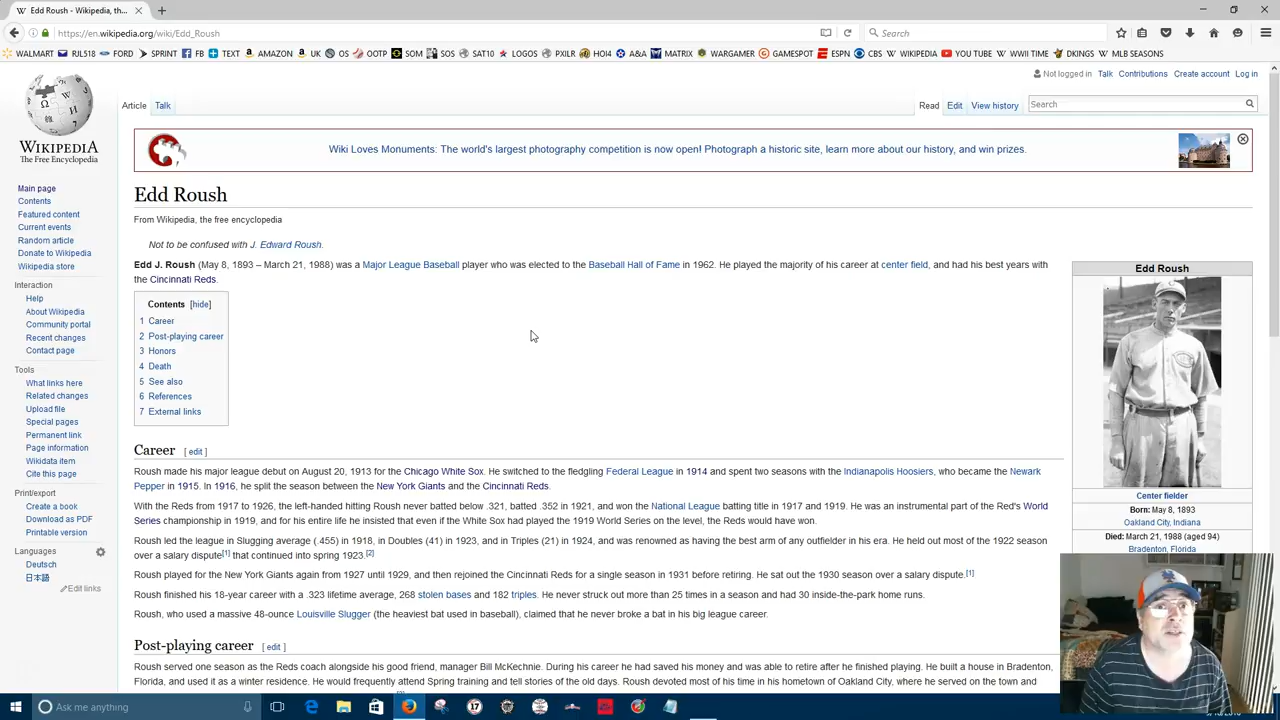 Edd Roush - Wikipedia, th...
https://en.wikipedia.org/wiki/Edd_Roush
Search
WALMART RJL518 FORD SPRINT FB TEXT AMAZON UK OS OOTP SOM SOS SAT10 LOGOS PIXLR HOI4 A&A MATRIX WARGAMER GAMESPOT ESPN CBS WIKIPEDIA YOU TUBE WWII TIME DKINGS MLB SEASONS
Not logged in Talk Contributions Create account Log in
Article Talk
Read Edit View history
Search
WIKIPEDIA
The Free Encyclopedia
Wiki Loves Monuments: The world's largest photography competition is now open! Photograph a historic site, learn more about our history, and win prizes.
Main page
Contents
Featured content
Current events
Random article
Donate to Wikipedia
Wikipedia store
Interaction
Help
About Wikipedia
Community portal
Recent changes
Contact page
Tools
What links here
Related changes
Upload file
Special pages
Permanent link
Page information
Wikidata item
Cite this page
Print/export
Create a book
Download as PDF
Printable version
Languages
Deutsch
日本語
Edit links
Edd Roush
From Wikipedia, the free encyclopedia
Not to be confused with J. Edward Roush.
Edd J. Roush (May 8, 1893 – March 21, 1988) was a Major League Baseball player who was elected to the Baseball Hall of Fame in 1962. He played the majority of his career at center field, and had his best years with
the Cincinnati Reds.
Contents [hide]
1 Career
2 Post-playing career
3 Honors
4 Death
5 See also
6 References
7 External links
Career [ edit ]
Roush made his major league debut on August 20, 1913 for the Chicago White Sox. He switched to the fledgling Federal League in 1914 and spent two seasons with the Indianapolis Hoosiers, who became the Newark
Pepper in 1915. In 1916, he split the season between the New York Giants and the Cincinnati Reds.
With the Reds from 1917 to 1926, the left-handed hitting Roush never batted below .321, batted .352 in 1921, and won the National League batting title in 1917 and 1919. He was an instrumental part of the Red's World
Series championship in 1919, and for his entire life he insisted that even if the White Sox had played the 1919 World Series on the level, the Reds would have won.
Roush led the league in Slugging average (.455) in 1918, in Doubles (41) in 1923, and in Triples (21) in 1924, and was renowned as having the best arm of any outfielder in his era. He held out most of the 1922 season
over a salary dispute[1] that continued into spring 1923.[2]
Roush played for the New York Giants again from 1927 until 1929, and then rejoined the Cincinnati Reds for a single season in 1931 before retiring. He sat out the 1930 season over a salary dispute.[1]
Roush finished his 18-year career with a .323 lifetime average, 268 stolen bases and 182 triples. He never struck out more than 25 times in a season and had 30 inside-the-park home runs.
Roush, who used a massive 48-ounce Louisville Slugger (the heaviest bat used in baseball), claimed that he never broke a bat in his big league career.
Post-playing career [ edit ]
Roush served one season as the Reds coach alongside his good friend, manager Bill McKechnie. During his career he had saved his money and was able to retire after he finished playing. He built a house in Bradenton,
Florida, and used it as a winter residence. He would frequently attend Spring training and tell stories of the old days. Roush devoted most of his time in his hometown of Oakland City, where he served on the town and
Edd Roush
Center fielder
Born: May 8, 1893
Oakland City, Indiana
Died: March 21, 1988 (aged 94)
Bradenton, Florida
Ask me anything